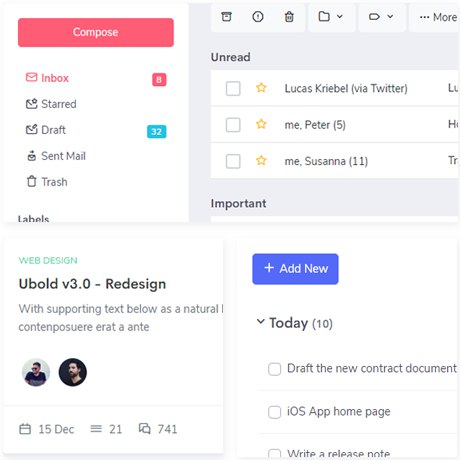 Compose
Inbox 8
Starred
Draft 32
Sent Mail
Trash
Labels
More
Unread
Lucas Kriebel (via Twitter) Lu
me, Peter (5) He
me, Susanna (11) Tr
Important
WEB DESIGN
Ubold v3.0 - Redesign
With supporting text below as a natural l
contenposuere erat a ante
15 Dec 21 741
+ Add New
Today (10)
Draft the new contract document
iOS App home page
Write a release note